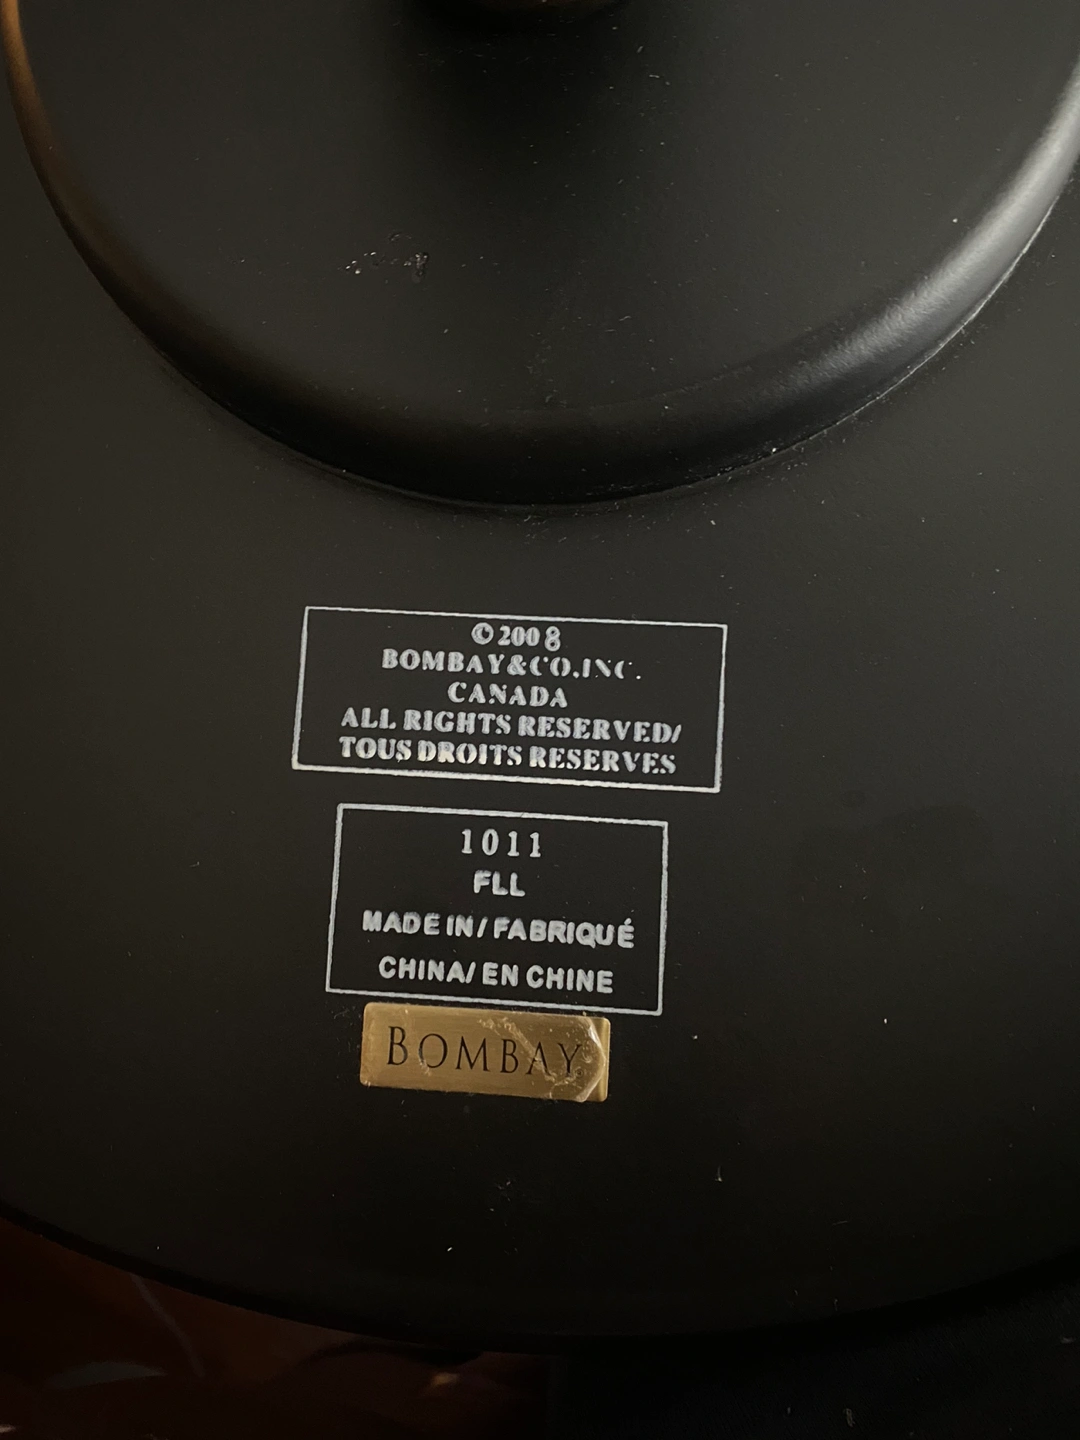 © 2008
BOMBAY&CO,INC.
CANADA
ALL RIGHTS RESERVED/
TOUS DROITS RESERVES
1011
FLL
MADE IN/ FABRIQUÉ
CHINA/ EN CHINE
BOMBAY